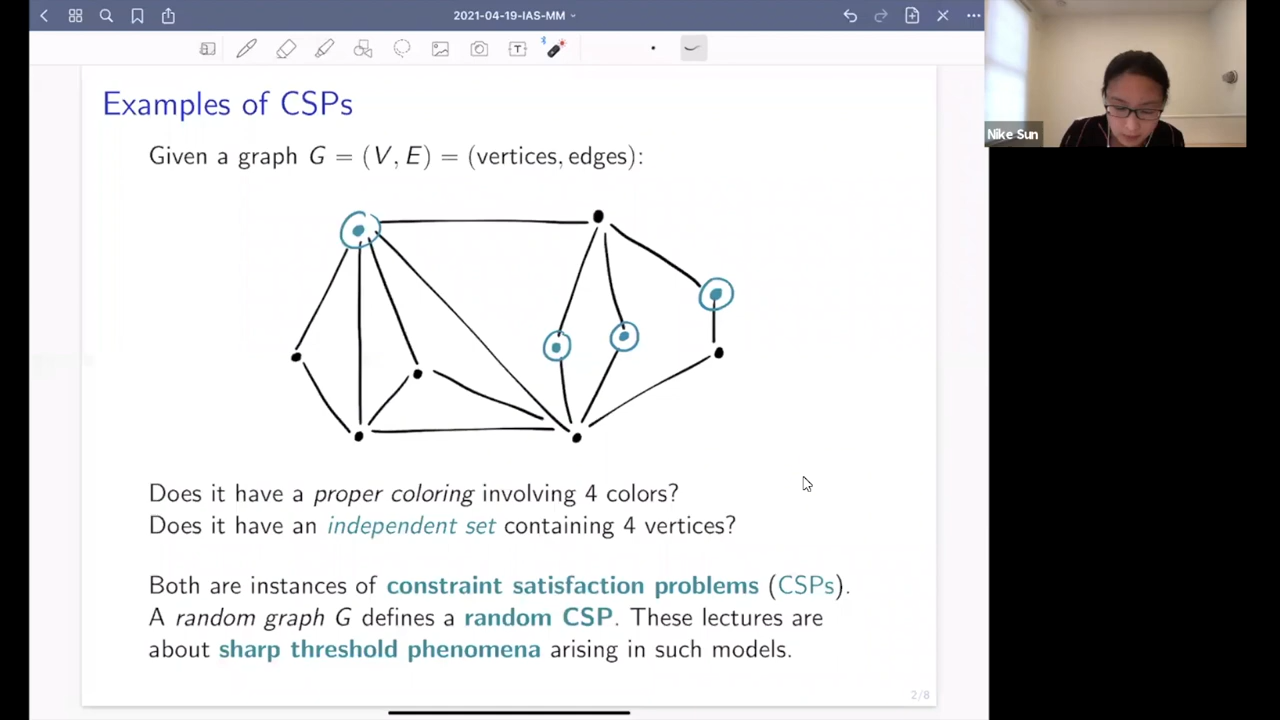 2021-04-19-IAS-MM
Examples of CSPs
Given a graph G = (V, E) = (vertices, edges):
Does it have a proper coloring involving 4 colors?
Does it have an independent set containing 4 vertices?
Both are instances of constraint satisfaction problems (CSPs).
A random graph G defines a random CSP. These lectures are
about sharp threshold phenomena arising in such models.
2/8
Nike Sun